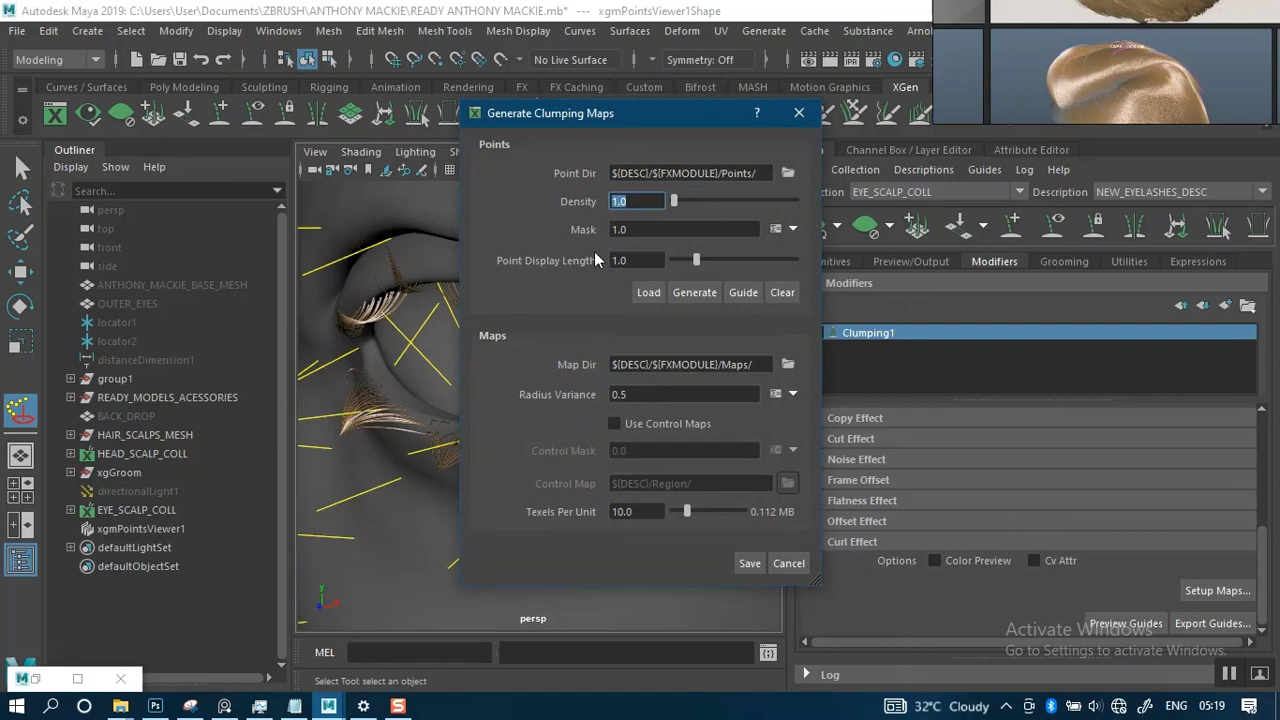 Autodesk Maya 2019: C:\Users\User\Documents\ZBRUSH\ANTHONY MACKIE\READY ANTHONY MACKIE.mb* --- xgmPointsViewer1Shape
File Edit Create Select Modify Display Windows Mesh Edit Mesh Mesh Tools Mesh Display Curves Surfaces Deform UV Generate Cache Substance Arnol
Modeling No Live Surface Symmetry: Off
Curves / Surfaces Poly Modeling Sculpting Rigging Animation Rendering FX FX Caching Custom Bifrost MASH Motion Graphics XGen
Generate Clumping Maps ?
Outliner
Display Show Help
Search...
persp
top
front
side
ANTHONY_MACKIE_BASE_MESH
OUTER_EYES
locator1
locator2
distanceDimension1
group1
READY_MODELS_ACESSORIES
BACK_DROP
HAIR_SCALPS_MESH
HEAD_SCALP_COLL
xgGroom
directionalLight1
EYE_SCALP_COLL
xgmPointsViewer1
defaultLightSet
defaultObjectSet
View Shading Lighting
persp
Points
Point Dir ${DESC}/${FXMODULE}/Points/
Density 1.0
Mask 1.0
Point Display Length 1.0
Load Generate Guide Clear
Maps
Map Dir ${DESC}/${FXMODULE}/Maps/
Radius Variance 0.5
Use Control Maps
Control Mask 0.0
Control Map ${DESC}/Region/
Texels Per Unit 10.0 0.112 MB
Save Cancel
Channel Box / Layer Editor Attribute Editor
Collection Descriptions Guides Log Help
EYE_SCALP_COLL Description NEW_EYELASHES_DESC
mitives Preview/Output Modifiers Grooming Utilities Expressions
Modifiers
Clumping1
Copy Effect
Cut Effect
Noise Effect
Frame Offset
Flatness Effect
Offset Effect
Curl Effect
Options Color Preview Cv Attr
Setup Maps...
Preview Guides Export Guides...
Activate Windows
Go to Settings to activate Windows.
Log
MEL
Select Tool: select an object
32°C Cloudy ENG 05:19